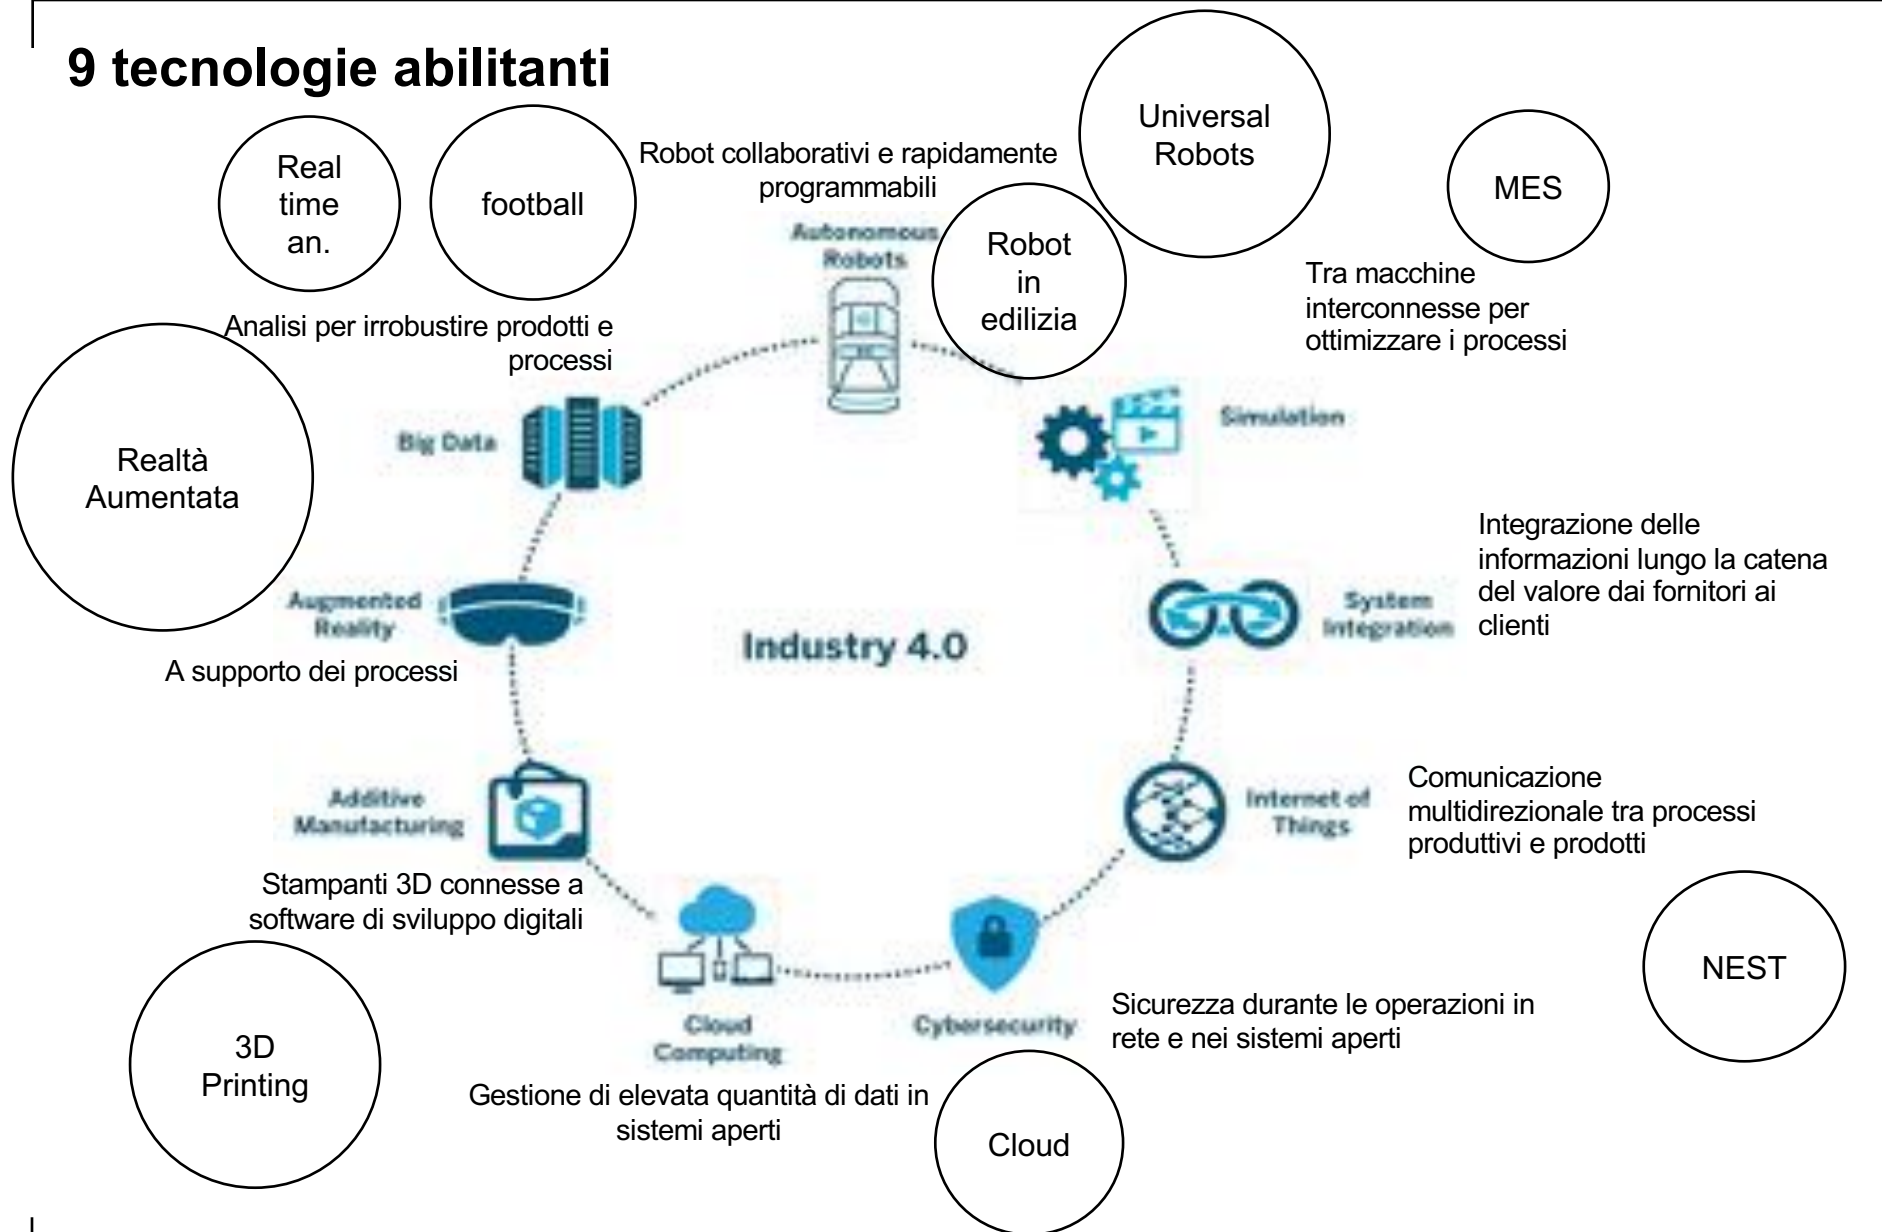 9 tecnologie abilitanti
Real
time
an.
football
Robot collaborativi e rapidamente
programmabili
Universal
Robots
MES
Autonomous
Robots
Robot
in
edilizia
Tra macchine
interconnesse per
ottimizzare i processi
Analisi per irrobustire prodotti e
processi
Realtà
Aumentata
Big Data
Simulation
Integrazione delle
informazioni lungo la catena
del valore dai fornitori ai
clienti
Augmented
Reality
System
Integration
Industry 4.0
A supporto dei processi
Additive
Manufacturing
Internet of
Things
Comunicazione
multidirezionale tra processi
produttivi e prodotti
Stampanti 3D connesse a
software di sviluppo digitali
NEST
3D
Printing
Cloud
Computing
Cybersecurity
Sicurezza durante le operazioni in
rete e nei sistemi aperti
Gestione di elevata quantità di dati in
sistemi aperti
Cloud